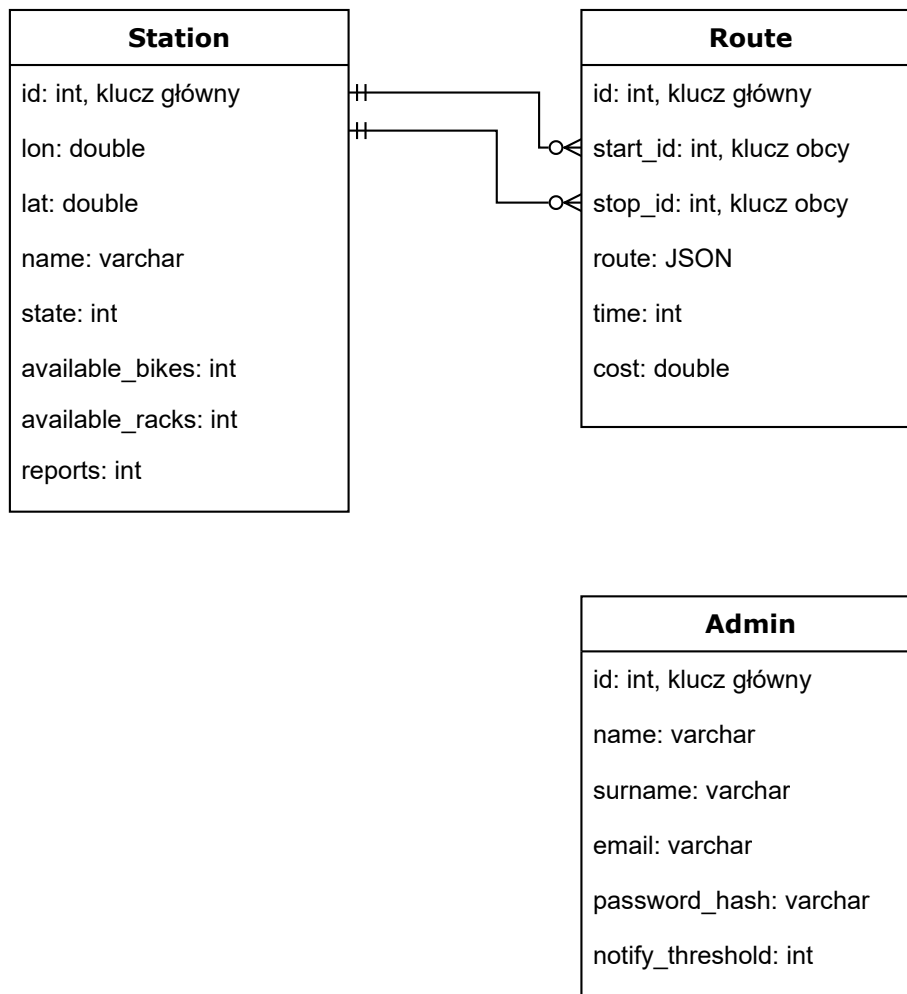 Station
id: int, klucz główny
lon: double
lat: double
name: varchar
state: int
available_bikes: int
available_racks: int
reports: int
Route
id: int, klucz główny
start_id: int, klucz obcy
stop_id: int, klucz obcy
route: JSON
time: int
cost: double
Admin
id: int, klucz główny
name: varchar
surname: varchar
email: varchar
password_hash: varchar
notify_threshold: int